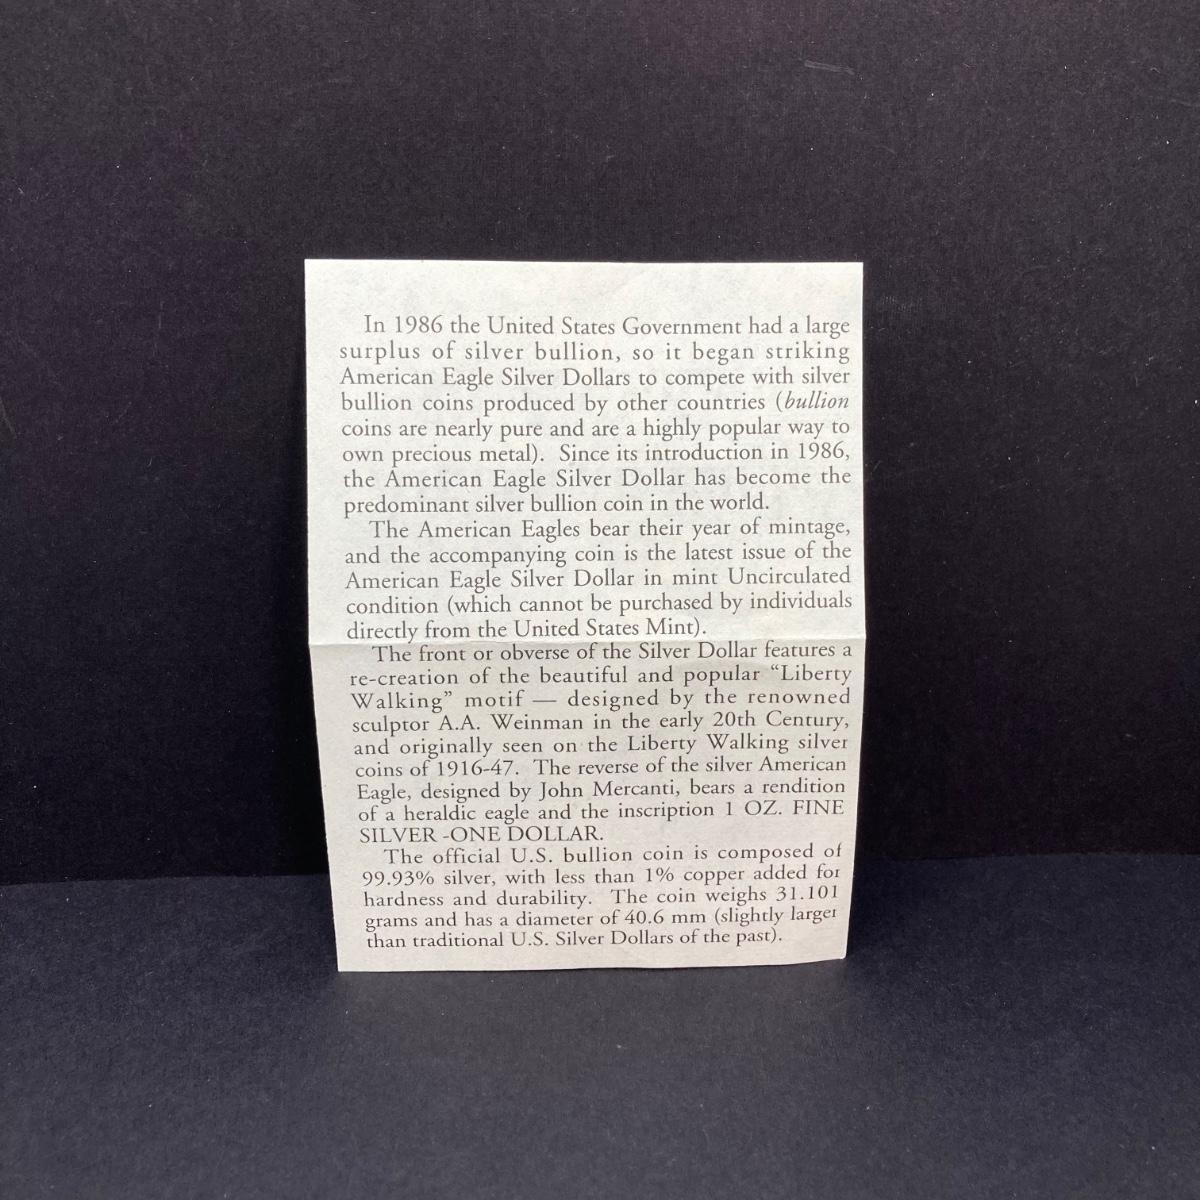 In 1986 the United States Government had a large
surplus of silver bullion, so it began striking
American Eagle Silver Dollars to compete with silver
bullion coins produced by other countries (bullion
coins are nearly pure and are a highly popular way to
own precious metal). Since its introduction in 1986,
the American Eagle Silver Dollar has become the
predominant silver bullion coin in the world.
The American Eagles bear their year of mintage,
and the accompanying coin is the latest issue of the
American Eagle Silver Dollar in mint Uncirculated
condition (which cannot be purchased by individuals
directly from the United States Mint).
The front or obverse of the Silver Dollar features a
re-creation of the beautiful and popular “Liberty
Walking” motif — designed by the renowned
sculptor A.A. Weinman in the early 20th Century,
and originally seen on the Liberty Walking silver
coins of 1916-47. The reverse of the silver American
Eagle, designed by John Mercanti, bears a rendition
of a heraldic eagle and the inscription 1 OZ. FINE
SILVER -ONE DOLLAR.
The official U.S. bullion coin is composed of
99.93% silver, with less than 1% copper added for
hardness and durability. The coin weighs 31.101
grams and has a diameter of 40.6 mm (slightly larger
than traditional U.S. Silver Dollars of the past).